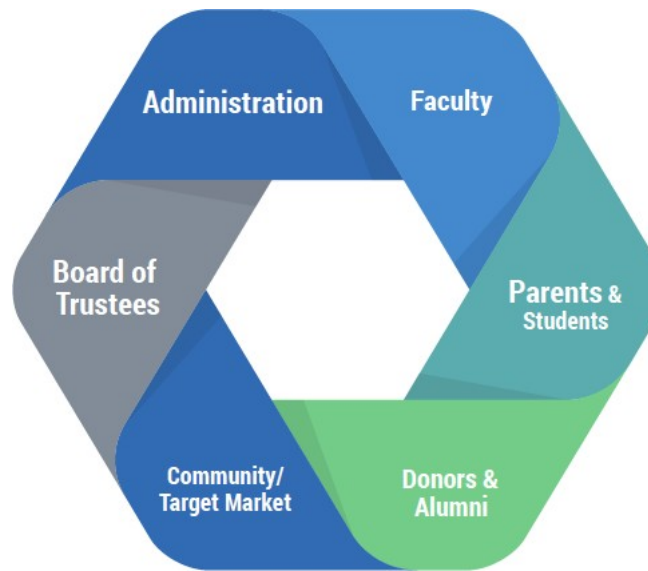 Administration
Faculty
Parents &
Students
Donors &
Alumni
Community/
Target Market
Board of
Trustees